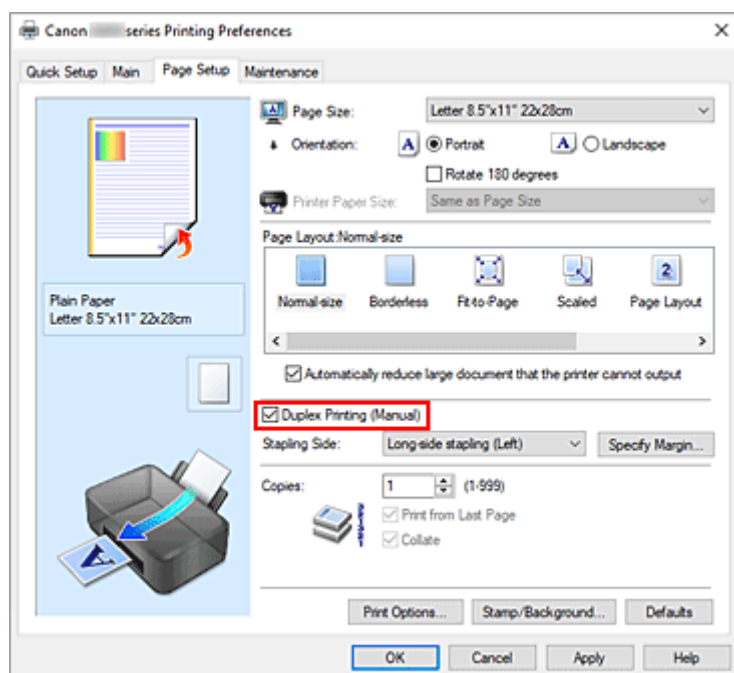 Canon series Printing Preferences
Quick Setup Main Page Setup Maintenance
Page Size: Letter 8.5"x11" 22x28cm
Orientation: A Portrait A Landscape
Rotate 180 degrees
Printer Paper Size: Same as Page Size
Page Layout:Normal-size
2
Normal-size Borderless Fit-to-Page Scaled Page Layout
Plain Paper
Letter 8.5"x11" 22x28cm
Automatically reduce large document that the printer cannot output
Duplex Printing (Manual)
Stapling Side: Long-side stapling (Left) Specify Margin...
Copies: 1 (1-999)
Print from Last Page
Collate
A
Print Options... Stamp/Background... Defaults
OK Cancel Apply Help